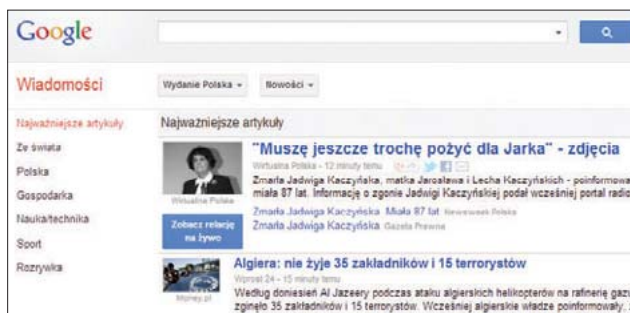 Google
Wiadomości
Wydanie Polska
Nowości
Najważniejsze artykuły
Ze świata
Polska
Gospodarka
Nauka/technika
Sport
Rozrywka
Najważniejsze artykuły
"Muszę jeszcze trochę pożyć dla Jarka" - zdjęcia
Wirtualna Polska - 12 minuty temu
Zmarła Jadwiga Kaczyńska, matka Jarosława i Lecha Kaczyńskich - poinformowa
miała 87 lat. Informację o zgonie Jadwigi Kaczyńskiej podał wcześniej portal radio
Wirtualna Polska
Zmarła Jadwiga Kaczyńska. Miała 87 lat Newsweek Polska
Zmarła Jadwiga Kaczyńska Gazeta Prawna
Zobacz relację
na żywo
Algiera: nie żyje 35 zakładników i 15 terrorystów
Wprost 24 - 15 minuty temu
Według doniesień Al Jazeery podczas ataku algierskich helikopterów na rafinerię gazu
zginęło 35 zakładników i 15 terrorystów. Wcześniej algierskie władze poinformowały,
Money.pl